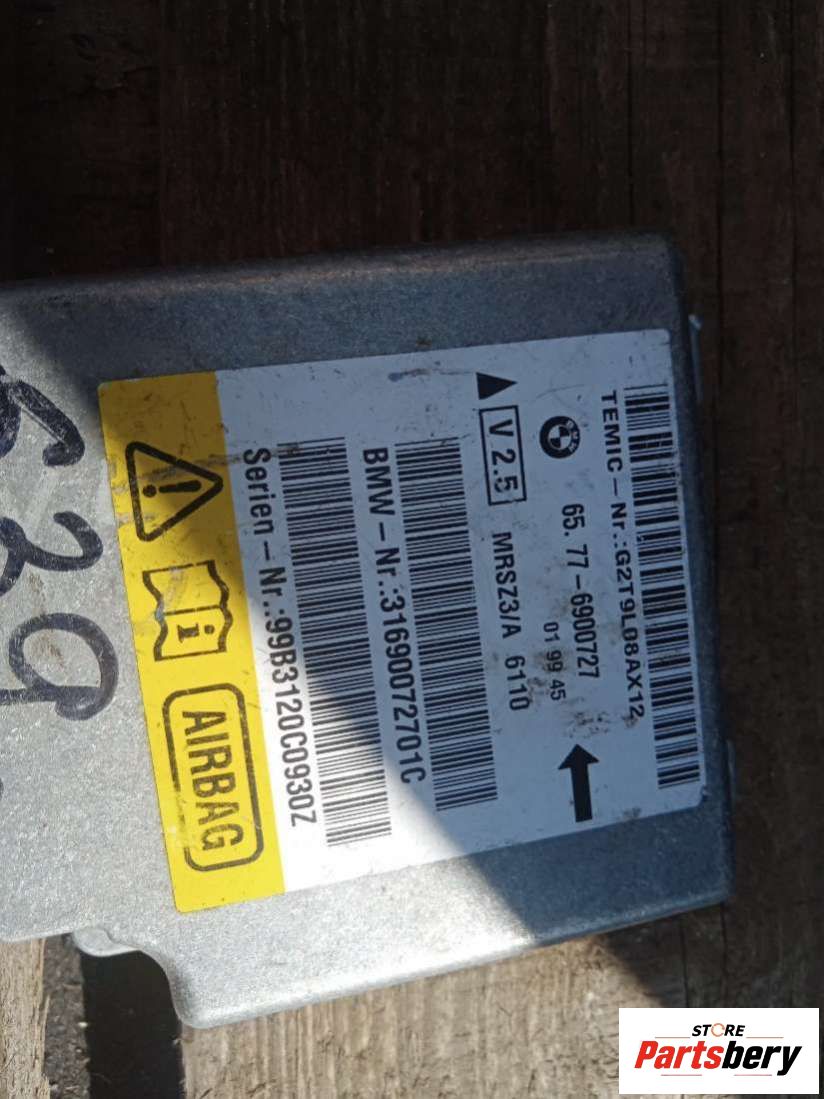 TEMIC-Nr.:G2T9L08AX12
BMW
65.77-6900727
01 99 45
V 2.5 MRSZ3/A 6110
BMW-Nr.:31690072701C
Serien-Nr.:99B3120C0930Z
AIRBAG
STORE
Partsbery